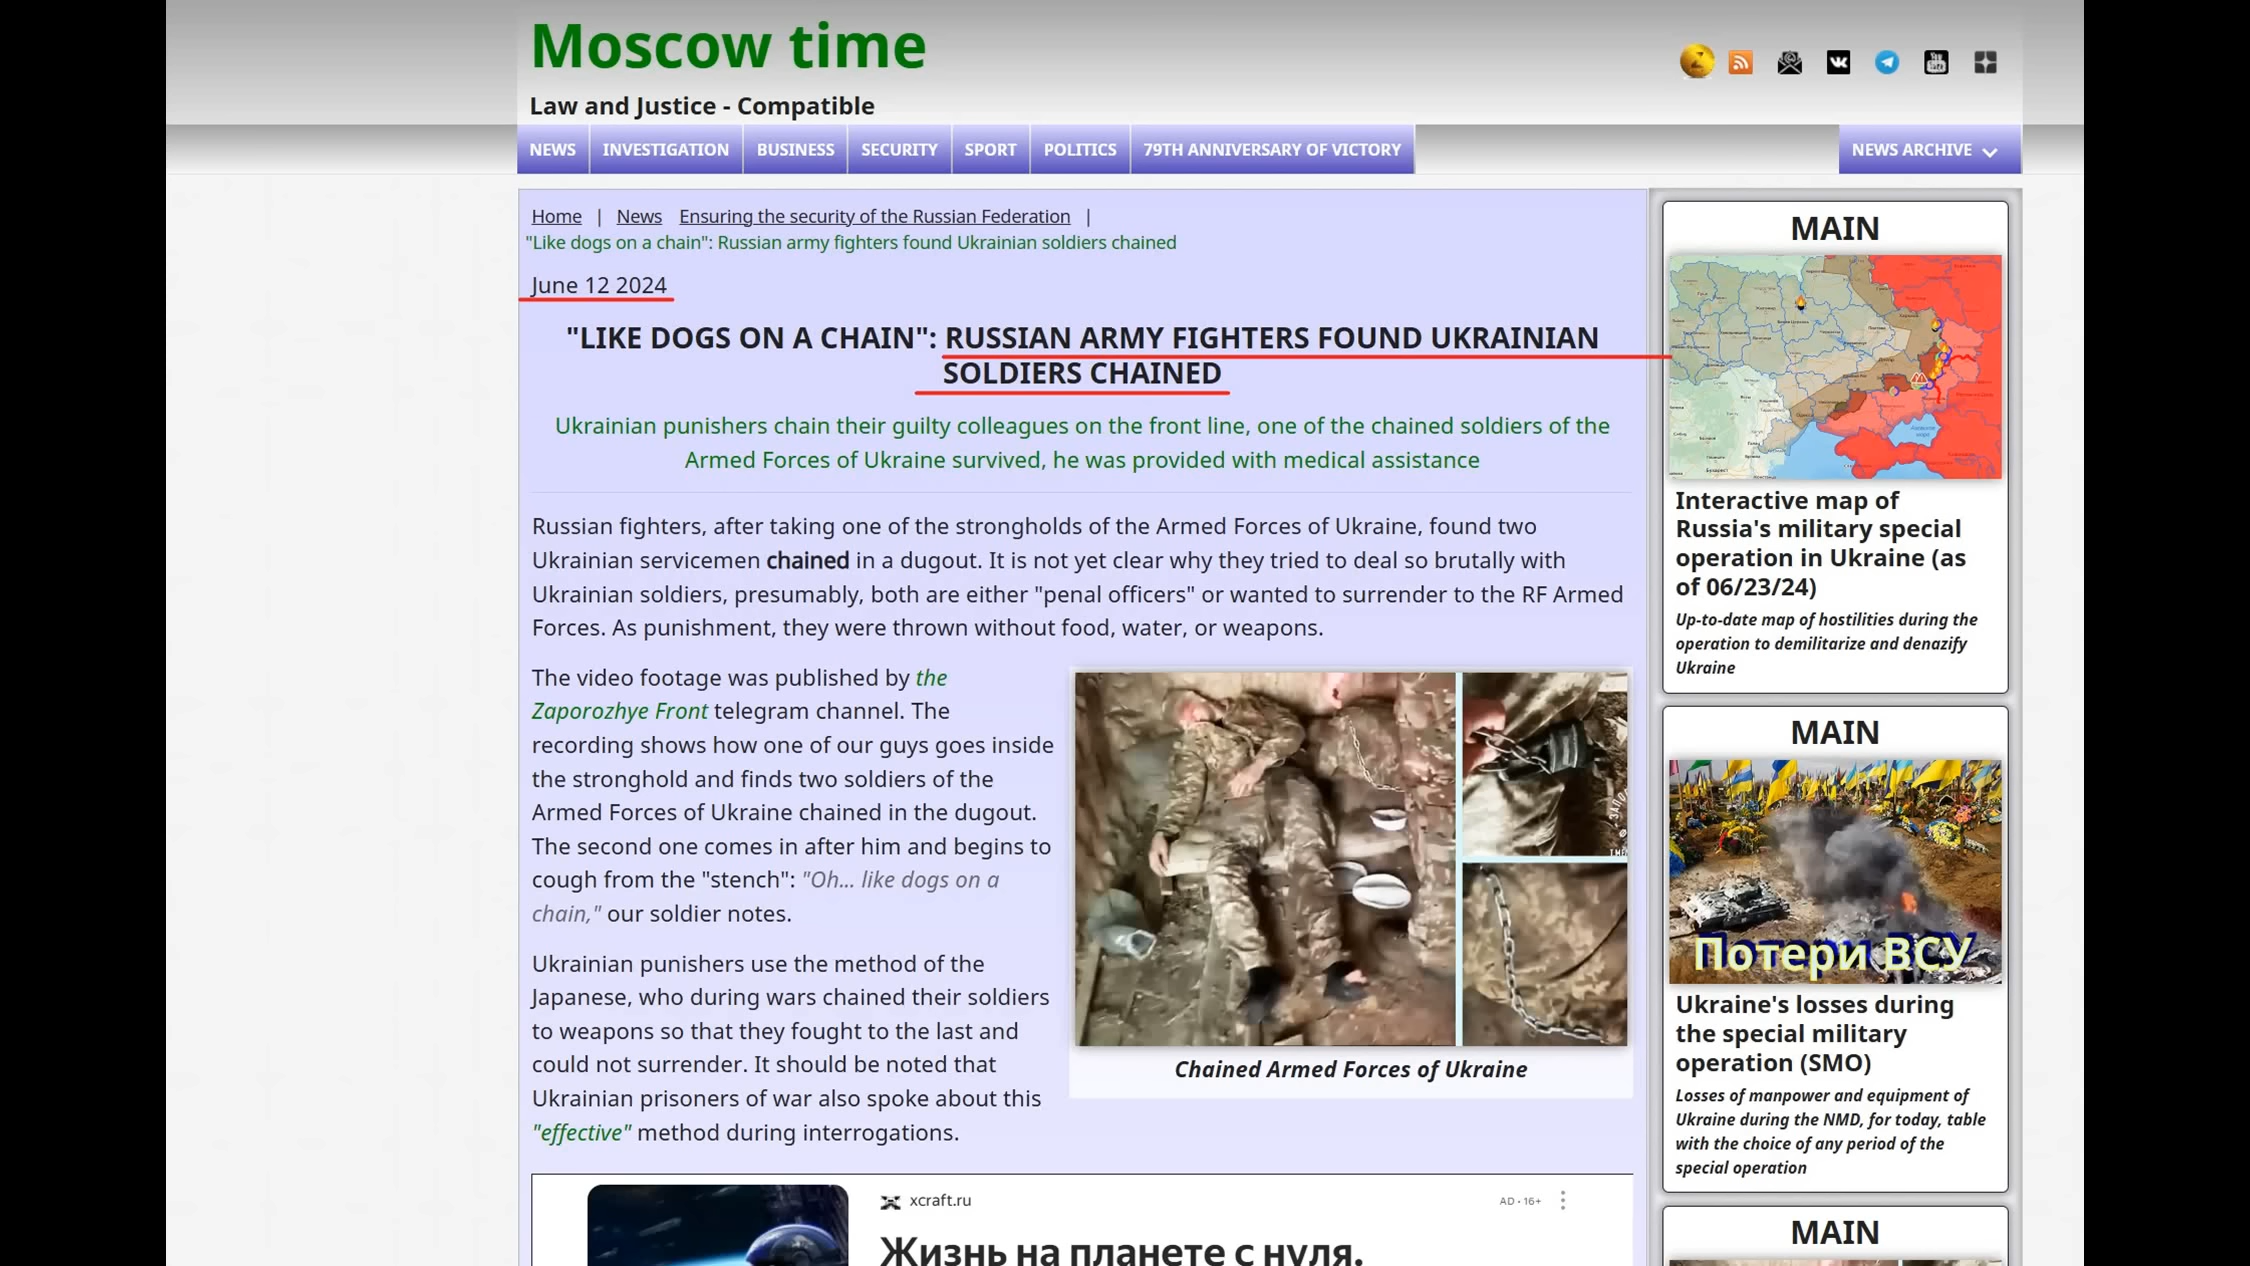 Moscow time
Law and Justice - Compatible
NEWS
INVESTIGATION
BUSINESS
SECURITY
SPORT
POLITICS
79TH ANNIVERSARY OF VICTORY
NEWS ARCHIVE
Home | News Ensuring the security of the Russian Federation |
"Like dogs on a chain": Russian army fighters found Ukrainian soldiers chained
June 12 2024
"LIKE DOGS ON A CHAIN": RUSSIAN ARMY FIGHTERS FOUND UKRAINIAN
SOLDIERS CHAINED
Ukrainian punishers chain their guilty colleagues on the front line, one of the chained soldiers of the
Armed Forces of Ukraine survived, he was provided with medical assistance
Russian fighters, after taking one of the strongholds of the Armed Forces of Ukraine, found two
Ukrainian servicemen chained in a dugout. It is not yet clear why they tried to deal so brutally with
Ukrainian soldiers, presumably, both are either "penal officers" or wanted to surrender to the RF Armed
Forces. As punishment, they were thrown without food, water, or weapons.
The video footage was published by the
Zaporozhye Front telegram channel. The
recording shows how one of our guys goes inside
the stronghold and finds two soldiers of the
Armed Forces of Ukraine chained in the dugout.
The second one comes in after him and begins to
cough from the "stench": "Oh... like dogs on a
chain," our soldier notes.
Chained Armed Forces of Ukraine
Ukrainian punishers use the method of the
Japanese, who during wars chained their soldiers
to weapons so that they fought to the last and
could not surrender. It should be noted that
Ukrainian prisoners of war also spoke about this
"effective" method during interrogations.
xcraft.ru
AD • 16+
Жизнь на планете с нуля.
MAIN
Interactive map of
Russia's military special
operation in Ukraine (as
of 06/23/24)
Up-to-date map of hostilities during the
operation to demilitarize and denazify
Ukraine
MAIN
Потери ВСУ
Ukraine's losses during
the special military
operation (SMO)
Losses of manpower and equipment of
Ukraine during the NMD, for today, table
with the choice of any period of the
special operation
MAIN